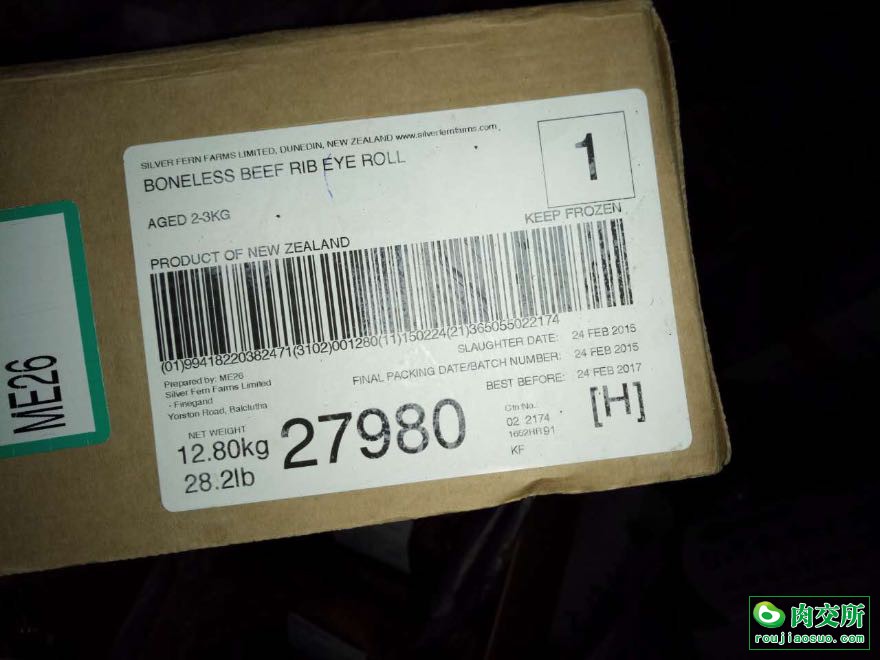 SILVER FERN FARMS LIMITED, DUNEDIN, NEW ZEALAND www.silverfernfarms.com
BONELESS BEEF RIB EYE ROLL
1
AGED 2-3KG
KEEP FROZEN
PRODUCT OF NEW ZEALAND
(01)99418220382471(3102)001280(11)150224(21)365055022174
SLAUGHTER DATE: 24 FEB 2015
FINAL PACKING DATE/BATCH NUMBER: 24 FEB 2015
BEST BEFORE: 24 FEB 2017
Prepared by: ME26
Silver Fern Farms Limited
- Finegand
Yorston Road, Balclutha
NET WEIGHT
12.80kg
28.2lb
27980
Ctn No.
02 2174
1652HR91
KF
[H]
ME26
肉交所
roujiaosuo.com